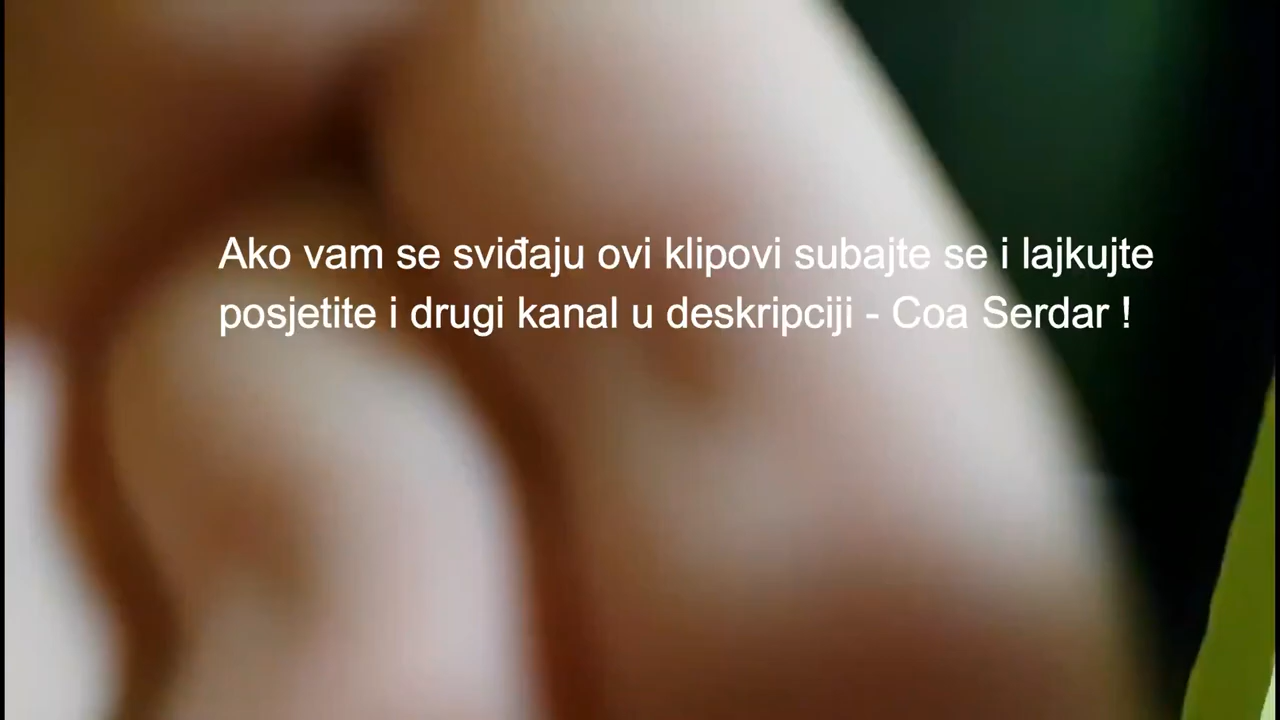 Ako vam se sviđaju ovi klipovi subajte se i lajkujte
posjetite i drugi kanal u deskripciji - Coa Serdar !